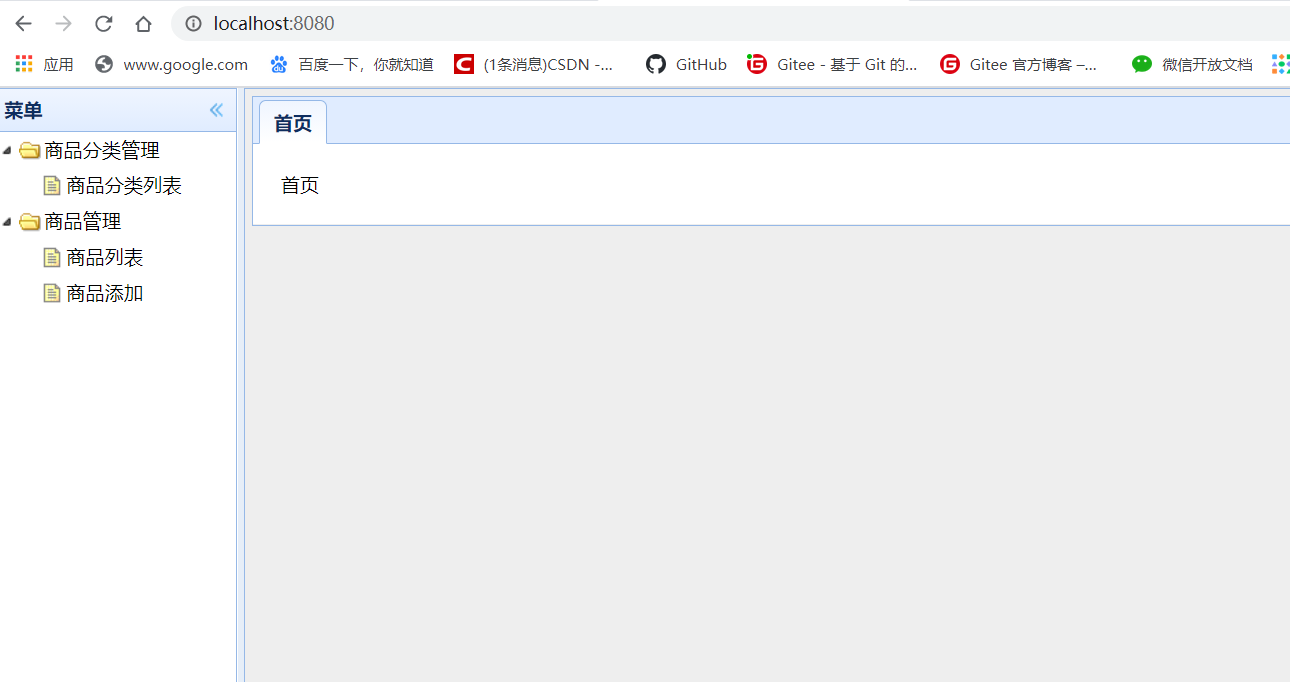 localhost:8080
应用 www.google.com 百度一下，你就知道 (1条消息)CSDN -... GitHub Gitee - 基于 Git 的... Gitee 官方博客 –... 微信开放文档
菜单
首页
商品分类管理
商品分类列表
首页
商品管理
商品列表
商品添加